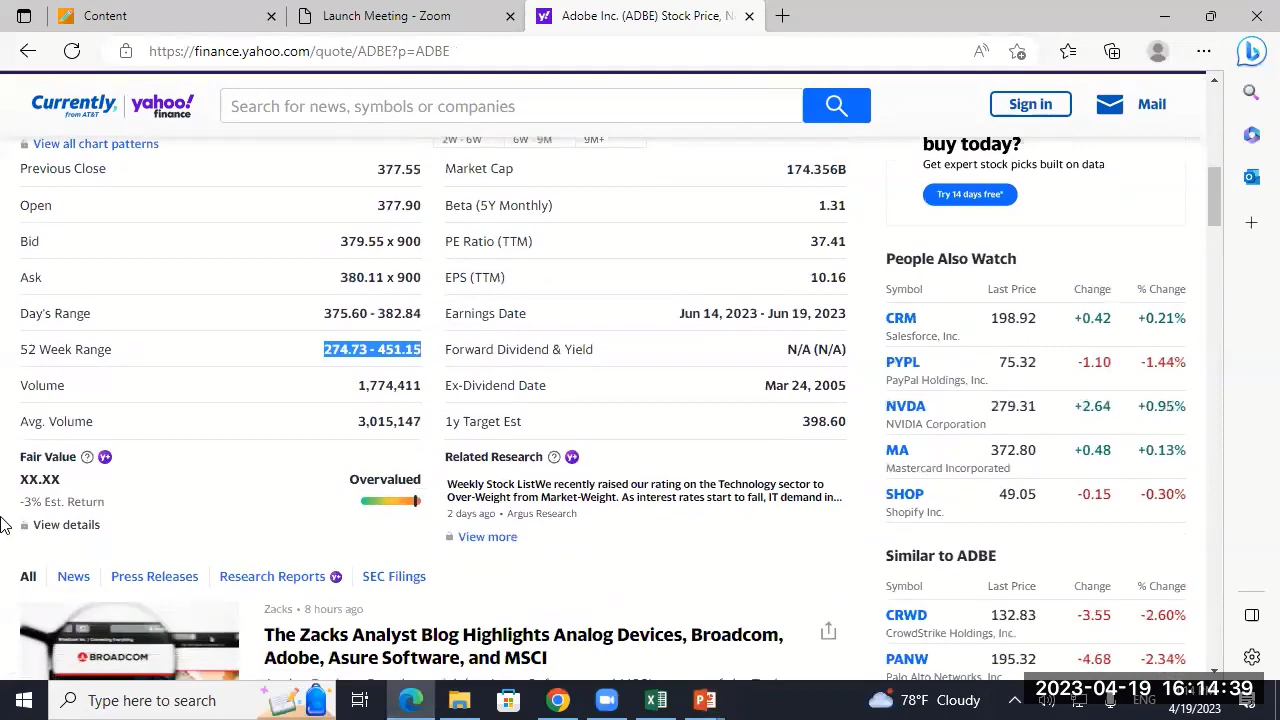 Content
Launch Meeting - Zoom
Adobe Inc. (ADBE) Stock Price, N
https://finance.yahoo.com/quote/ADBE?p=ADBE
Currently, yahoo!
from AT&T finance
Search for news, symbols or companies
Sign in
Mail
View all chart patterns
2W - 6W 6W - 9M 9M+
Previous Close 377.55
Open 377.90
Bid 379.55 x 900
Ask 380.11 x 900
Day's Range 375.60 - 382.84
52 Week Range 274.73 - 451.15
Volume 1,774,411
Avg. Volume 3,015,147
Market Cap 174.356B
Beta (5Y Monthly) 1.31
PE Ratio (TTM) 37.41
EPS (TTM) 10.16
Earnings Date Jun 14, 2023 - Jun 19, 2023
Forward Dividend & Yield N/A (N/A)
Ex-Dividend Date Mar 24, 2005
1y Target Est 398.60
Fair Value
XX.XX Overvalued
-3% Est. Return
View details
Related Research
Weekly Stock ListWe recently raised our rating on the Technology sector to
Over-Weight from Market-Weight. As interest rates start to fall, IT demand in...
2 days ago • Argus Research
View more
All News Press Releases Research Reports SEC Filings
BROADCOM
Zacks • 8 hours ago
The Zacks Analyst Blog Highlights Analog Devices, Broadcom,
Adobe, Asure Software, and MSCI
buy today?
Get expert stock picks built on data
Try 14 days free*
People Also Watch
Symbol Last Price Change % Change
CRM 198.92 +0.42 +0.21%
Salesforce, Inc.
PYPL 75.32 -1.10 -1.44%
PayPal Holdings, Inc.
NVDA 279.31 +2.64 +0.95%
NVIDIA Corporation
MA 372.80 +0.48 +0.13%
Mastercard Incorporated
SHOP 49.05 -0.15 -0.30%
Shopify Inc.
Similar to ADBE
Symbol Last Price Change % Change
CRWD 132.83 -3.55 -2.60%
CrowdStrike Holdings, Inc.
PANW 195.32 -4.68 -2.34%
Palo Alto Networks, Inc.
Type here to search
78°F Cloudy
ENG
2023-04-19 16:14:39
4/19/2023